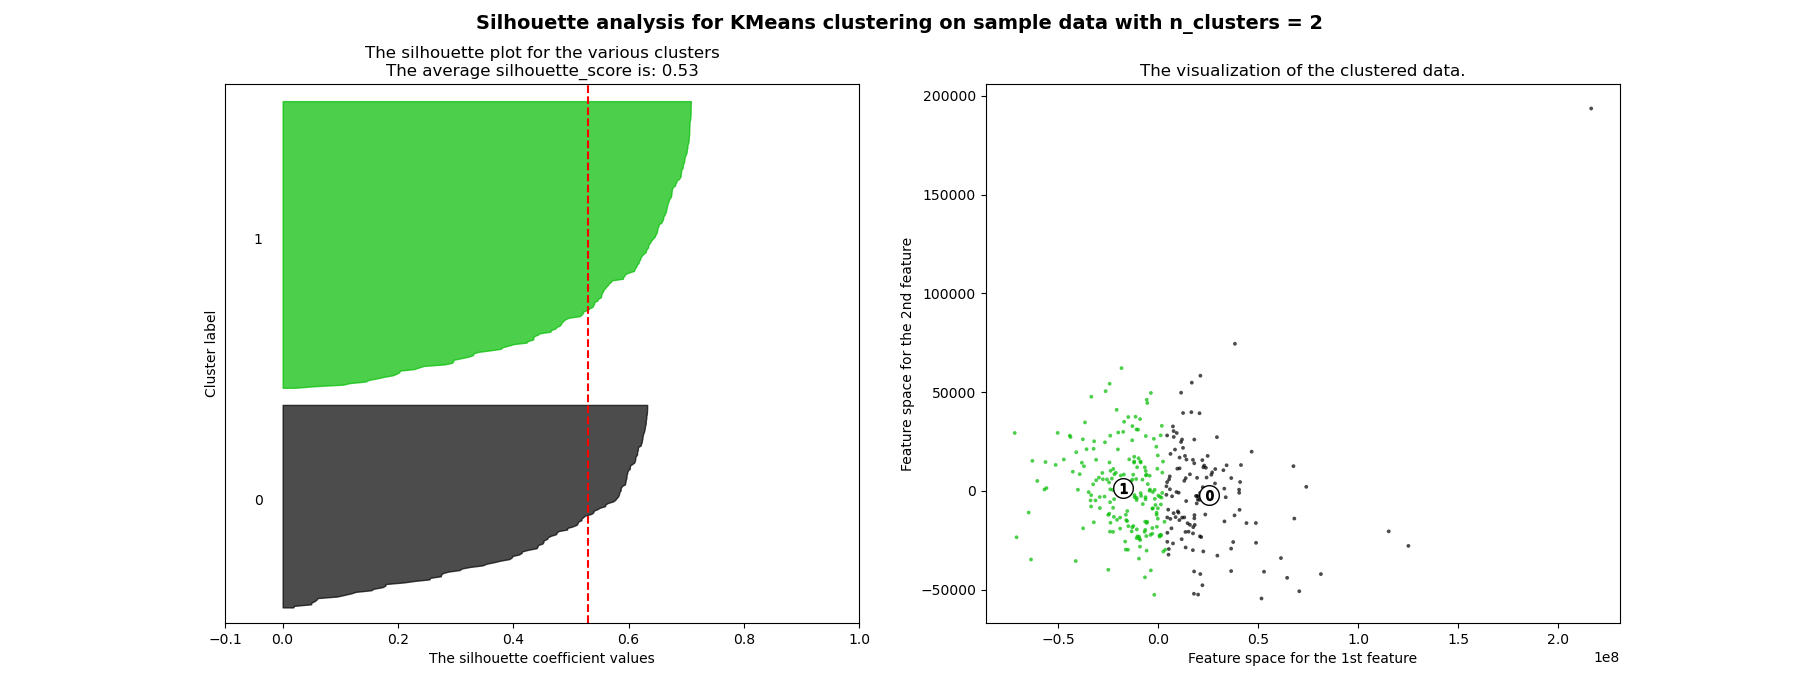 Silhouette analysis for KMeans clustering on sample data with n_clusters = 2
The silhouette plot for the various clusters
The average silhouette_score is: 0.53
1
0
Cluster label
−0.1
0.0
0.2
0.4
0.6
0.8
1.0
The silhouette coefficient values
The visualization of the clustered data.
200000
150000
100000
50000
0
−50000
Feature space for the 2nd feature
1
0
−0.5
0.0
0.5
1.0
1.5
2.0
1e8
Feature space for the 1st feature